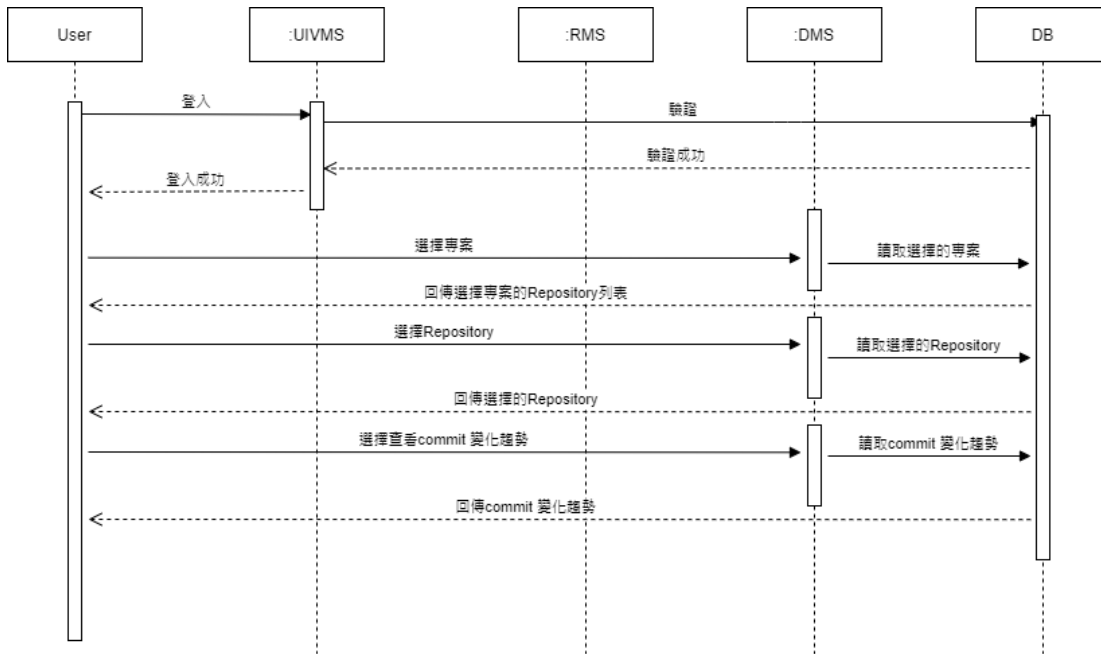 User
:UIVMS
:RMS
:DMS
DB
登入
驗證
驗證成功
登入成功
選擇專案
讀取選擇的專案
回傳選擇專案的Repository列表
選擇Repository
讀取選擇的Repository
回傳選擇的Repository
選擇查看commit 變化趨勢
讀取commit 變化趨勢
回傳commit 變化趨勢